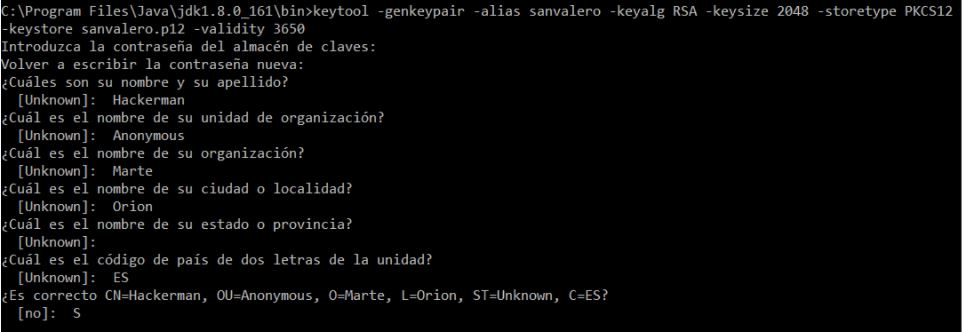 C:\Program Files\Java\jdk1.8.0_161\bin>keytool -genkeypair -alias sanvalero -keyalg RSA -keysize 2048 -storetype PKCS12
-keystore sanvalero.p12 -validity 3650
Introduzca la contraseña del almacén de claves:
Volver a escribir la contraseña nueva:
¿Cuáles son su nombre y su apellido?
  [Unknown]:  Hackerman
¿Cuál es el nombre de su unidad de organización?
  [Unknown]:  Anonymous
¿Cuál es el nombre de su organización?
  [Unknown]:  Marte
¿Cuál es el nombre de su ciudad o localidad?
  [Unknown]:  Orion
¿Cuál es el nombre de su estado o provincia?
  [Unknown]:
¿Cuál es el código de país de dos letras de la unidad?
  [Unknown]:  ES
¿Es correcto CN=Hackerman, OU=Anonymous, O=Marte, L=Orion, ST=Unknown, C=ES?
  [no]:  S